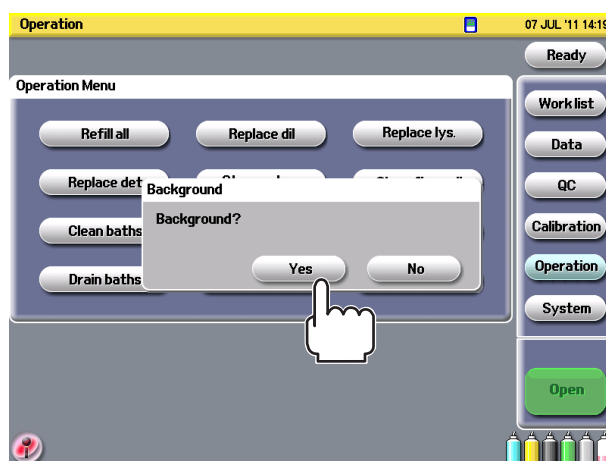 Operation
07 JUL '11 14:19
Ready
Operation Menu
Work list
Refill all
Replace dil
Replace lys.
Data
Replace det
Background
QC
Background?
Clean baths
Calibration
Yes
No
Operation
Drain baths
System
Open